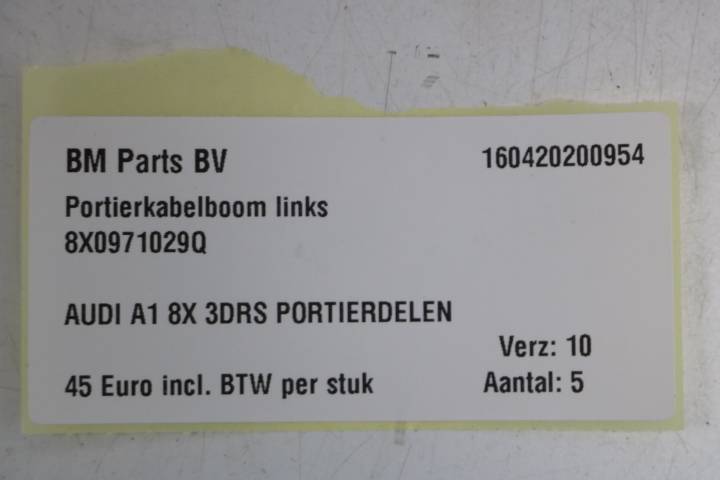 BM Parts BV 160420200954
Portierkabelboom links
8X0971029Q
AUDI A1 8X 3DRS PORTIERDELEN
Verz: 10
45 Euro incl. BTW per stuk Aantal: 5